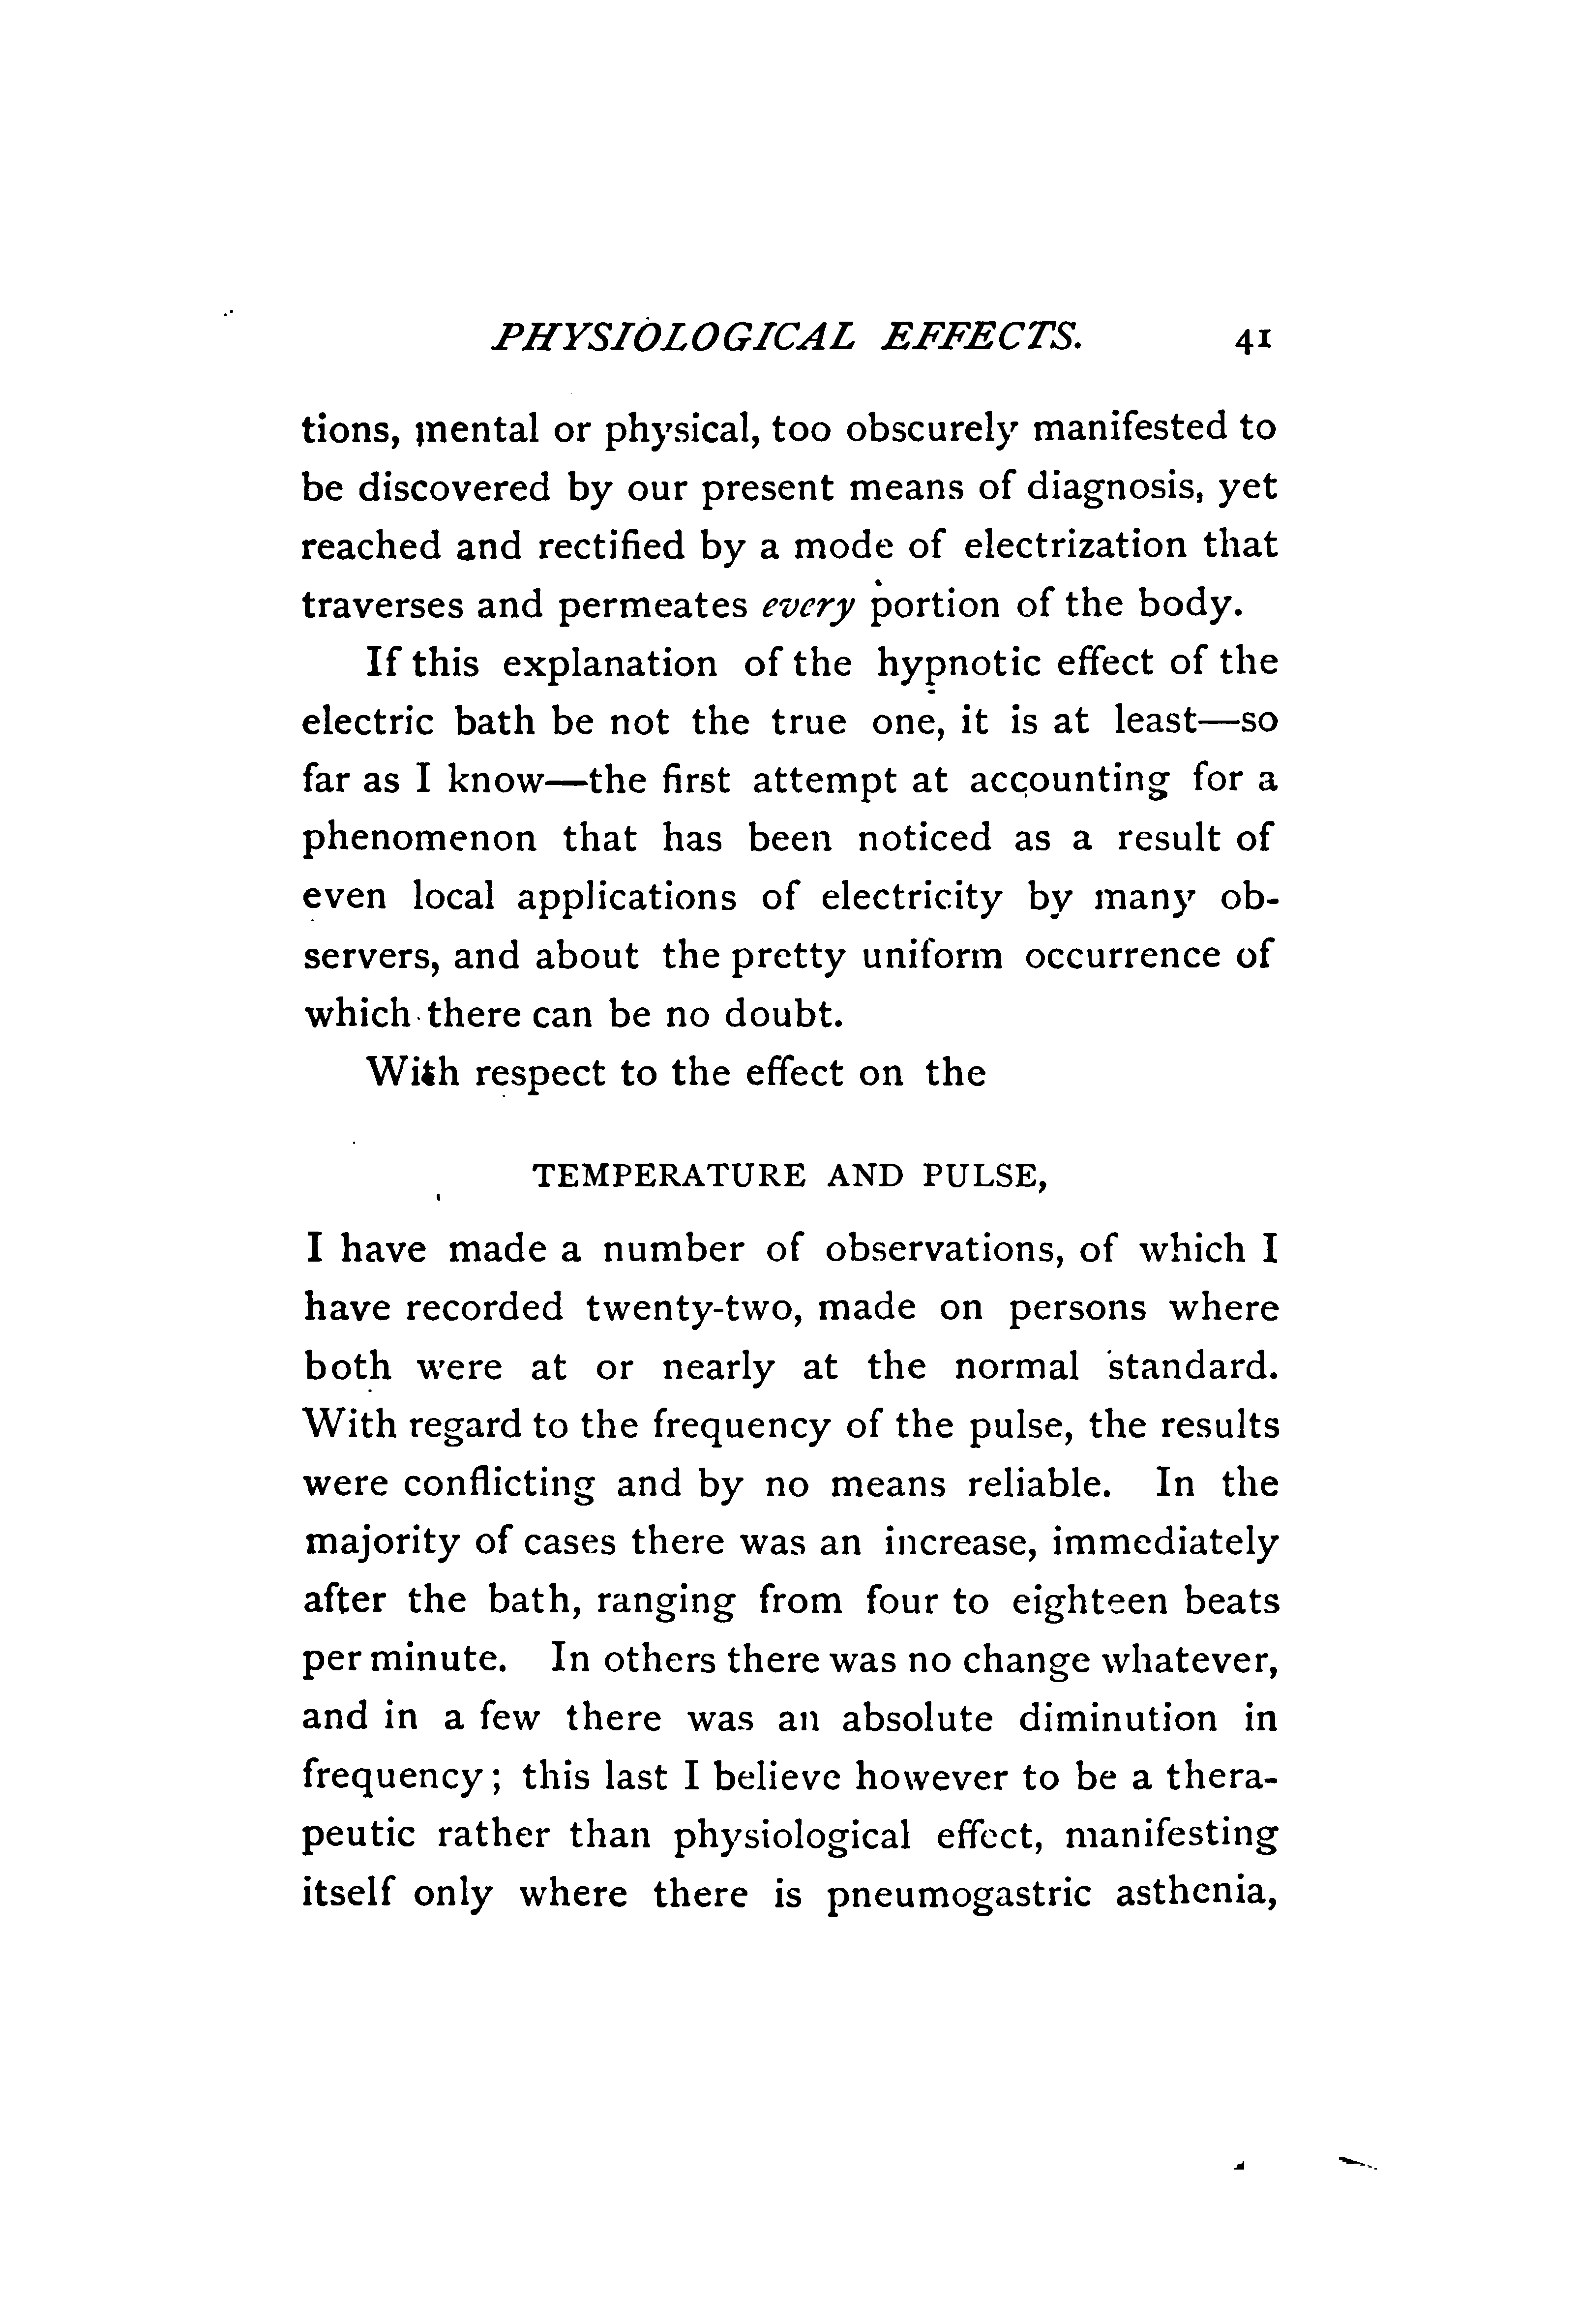 PHYSIOLOGICAL EFFECTS. 41
tions, mental or physical, too obscurely manifested to
be discovered by our present means of diagnosis, yet
reached and rectified by a mode of electrization that
traverses and permeates every portion of the body.
If this explanation of the hypnotic effect of the
electric bath be not the true one, it is at least—so
far as I know—the first attempt at accounting for a
phenomenon that has been noticed as a result of
even local applications of electricity by many ob-
servers, and about the pretty uniform occurrence of
which there can be no doubt.
With respect to the effect on the
TEMPERATURE AND PULSE,
I have made a number of observations, of which I
have recorded twenty-two, made on persons where
both were at or nearly at the normal standard.
With regard to the frequency of the pulse, the results
were conflicting and by no means reliable. In the
majority of cases there was an increase, immediately
after the bath, ranging from four to eighteen beats
per minute. In others there was no change whatever,
and in a few there was an absolute diminution in
frequency; this last I believe however to be a thera-
peutic rather than physiological effect, manifesting
itself only where there is pneumogastric asthenia,